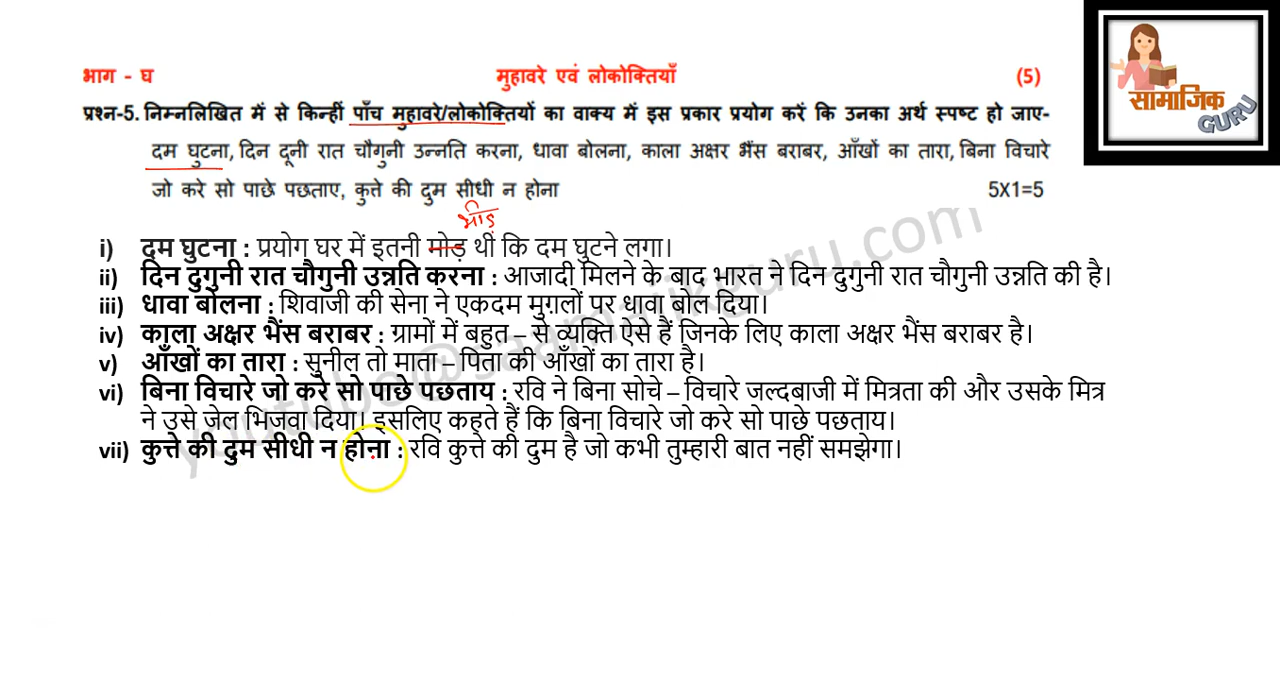 सामाजिक
GURU
भाग - घ मुहावरे एवं लोकोक्तियाँ (5)
प्रश्न-5. निम्नलिखित में से किन्हीं पाँच मुहावरे/लोकोक्तियों का वाक्य में इस प्रकार प्रयोग करें कि उनका अर्थ स्पष्ट हो जाए-
दम घुटना, दिन दूनी रात चौगुनी उन्नति करना, धावा बोलना, काला अक्षर भैंस बराबर, आँखों का तारा, बिना विचारे
जो करे सो पाछे पछताए, कुत्ते की दुम सीधी न होना 5X1=5
भीड़
i) दम घुटना : प्रयोग घर में इतनी मोड़ थीं कि दम घुटने लगा।
ii) दिन दुगुनी रात चौगुनी उन्नति करना : आजादी मिलने के बाद भारत ने दिन दुगुनी रात चौगुनी उन्नति की है।
iii) धावा बोलना : शिवाजी की सेना ने एकदम मुग़लों पर धावा बोल दिया।
iv) काला अक्षर भैंस बराबर : ग्रामों में बहुत – से व्यक्ति ऐसे हैं जिनके लिए काला अक्षर भैंस बराबर है।
v) आँखों का तारा : सुनील तो माता – पिता की आँखों का तारा है।
vi) बिना विचारे जो करे सो पाछे पछताय : रवि ने बिना सोचे – विचारे जल्दबाजी में मित्रता की और उसके मित्र
ने उसे जेल भिजवा दिया। इसलिए कहते हैं कि बिना विचारे जो करे सो पाछे पछताय।
vii) कुत्ते की दुम सीधी न होना : रवि कुत्ते की दुम है जो कभी तुम्हारी बात नहीं समझेगा।
youtube@saamajikguru.com